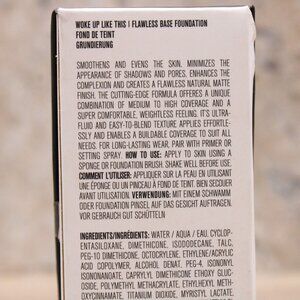 WOKE UP LIKE THIS | FLAWLESS BASE FOUNDATION
FOND DE TEINT
GRUNDIERUNG
SMOOTHENS AND EVENS THE SKIN, MINIMIZES
THE APPEARANCE OF SHADOWS AND PORES, ENHANCES
THE COMPLEXION AND CREATES A FLAWLESS NATURAL MATTE
FINISH. THE CUTTING-EDGE FORMULA OFFERS A UNIQUE
COMBINATION OF MEDIUM TO HIGH COVERAGE AND A
SUPER COMFORTABLE, WEIGHTLESS FEELING. IT'S ULTRA-
FLUID AND EASY-TO-BLEND TEXTURE APPLIES EFFORTLESS-
LY AND ENABLES A BUILDABLE COVERAGE TO SUIT ALL
NEEDS. FOR LONG-LASTING WEAR, PAIR WITH PRIMER OR
SETTING SPRAY. HOW TO USE: APPLY TO SKIN USING A
SPONGE OR FOUNDATION BRUSH. SHAKE WELL BEFORE USE.
COMMENT L'UTILISER: APPLIQUER SUR LA PEAU EN UTILISANT
UNE ÉPONGE OU UN PINCEAU À FOND DE TEINT. BIEN SECOUER
AVANT UTILISATION. VERWENDUNG: MIT EINEM SCHWAMM
ODER FOUNDATION PINSEL AUF DAS GESICHT AUFTRAGEN.
VOR GEBRAUCH GUT SCHÜTTELN
INGREDIENTS/INGRÉDIENTS: WATER / AQUA / EAU, CYCLOP-
ENTASILOXANE, DIMETHICONE, ISODODECANE, TALC,
PEG-10 DIMETHICONE, OCTOCRYLENE, ETHYLENE/ACRYLIC
ACID COPOLYMER, ALCOHOL DENAT, PEG-4, ISONONYL
ISONONANOATE, CAPRYLYL DIMETHICONE ETHOXY GLUC-
OSIDE, POLYMETHYL METHACRYLATE, ETHYLHEXYL METH-
OXYCINNAMATE, TITANIUM DIOXIDE, MYRISTYL LACTATE,